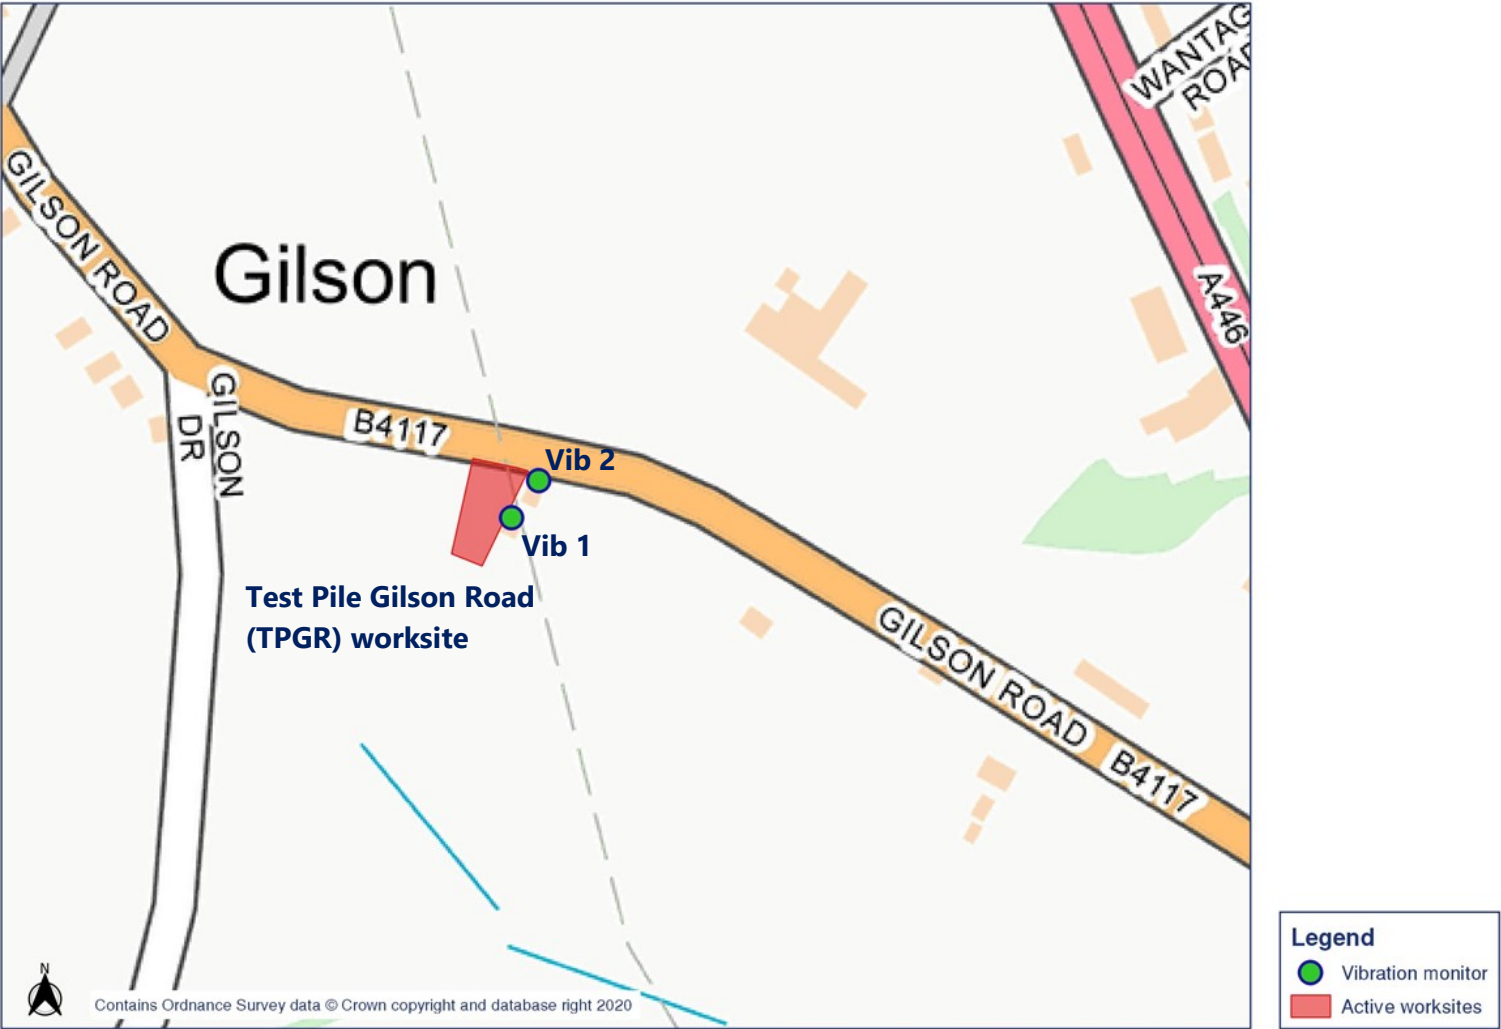 WANTAG
ROAD
GILSON ROAD
Gilson
A446
GILSON
DR
B4117
Vib 2
Vib 1
Test Pile Gilson Road
(TPGR) worksite
GILSON ROAD
B4117
N
Contains Ordnance Survey data © Crown copyright and database right 2020
Legend
Vibration monitor
Active worksites